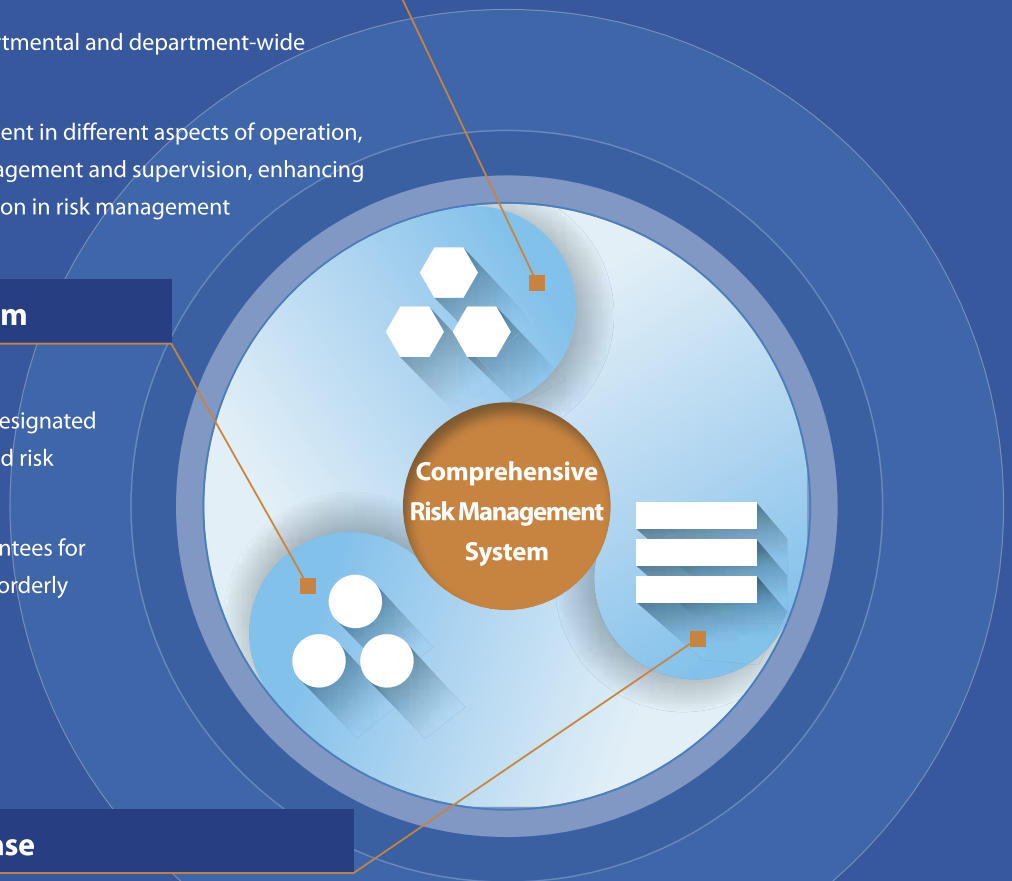 rtmental and department-wide
ent in different aspects of operation,
agement and supervision, enhancing
on in risk management
m
esignated
d risk
ntees for
orderly
Comprehensive
Risk Management
System
ase